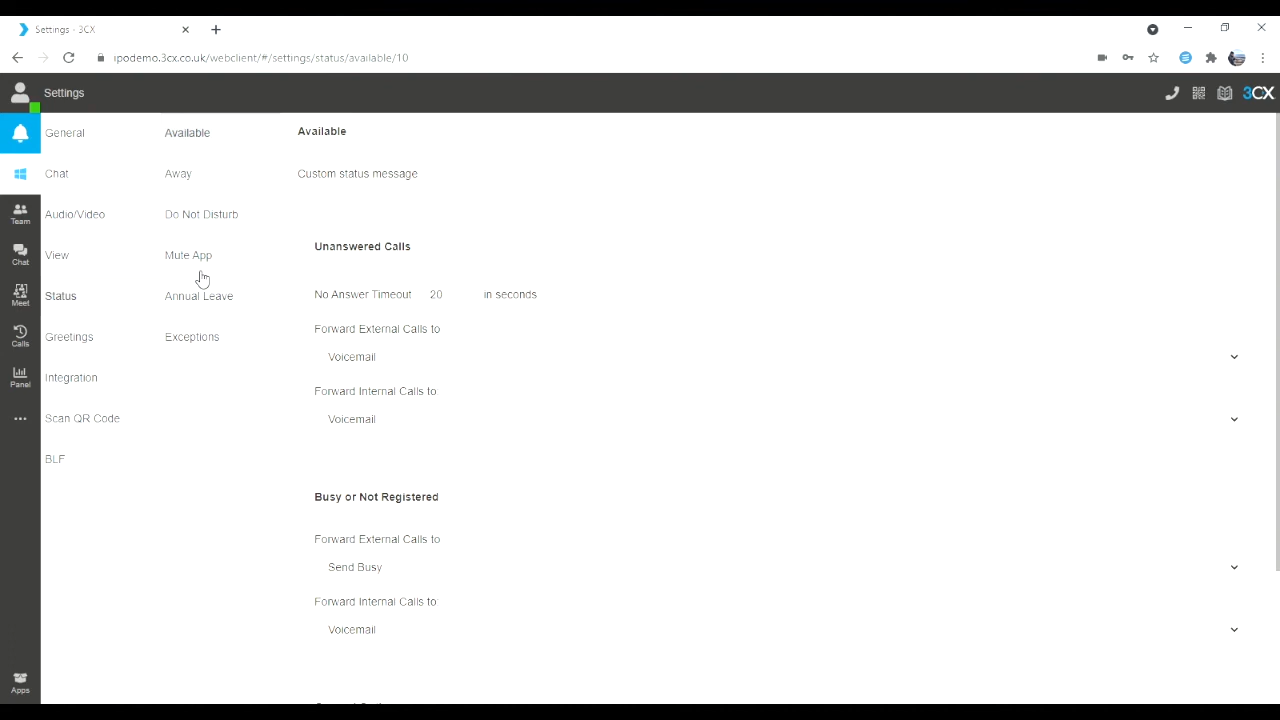 Settings - 3CX
ipodemo.3cx.co.uk/webclient/#/settings/status/available/10
Settings
3CX
General
Chat
Audio/Video
View
Status
Greetings
Integration
Scan QR Code
BLF
Team
Chat
Meet
Calls
Panel
Apps
Available
Away
Do Not Disturb
Mute App
Annual Leave
Exceptions
Available
Custom status message
Unanswered Calls
No Answer Timeout 20 in seconds
Forward External Calls to
Voicemail
Forward Internal Calls to:
Voicemail
Busy or Not Registered
Forward External Calls to
Send Busy
Forward Internal Calls to:
Voicemail